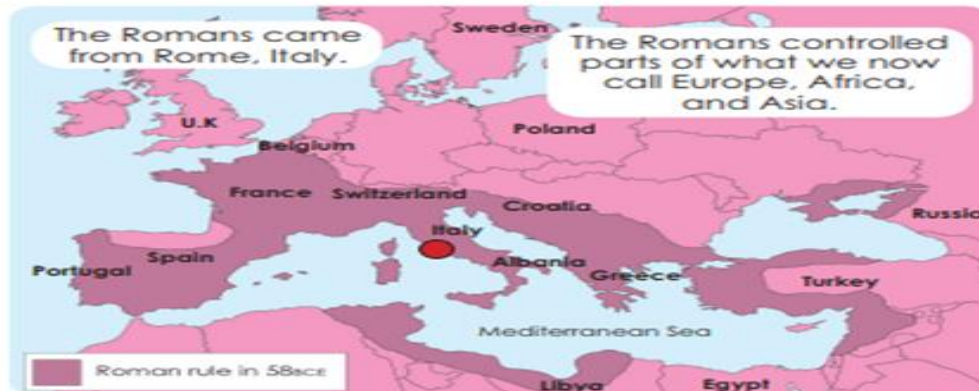 The Romans came
from Rome, Italy.
The Romans controlled
parts of what we now
call Europe, Africa,
and Asia.
Sweden
U.K
Poland
Belgium
France
Switzerland
Croatia
Russia
Italy
Portugal
Spain
Albania
Greece
Turkey
Mediterranean Sea
Roman rule in 58BCE
Libya
Egypt